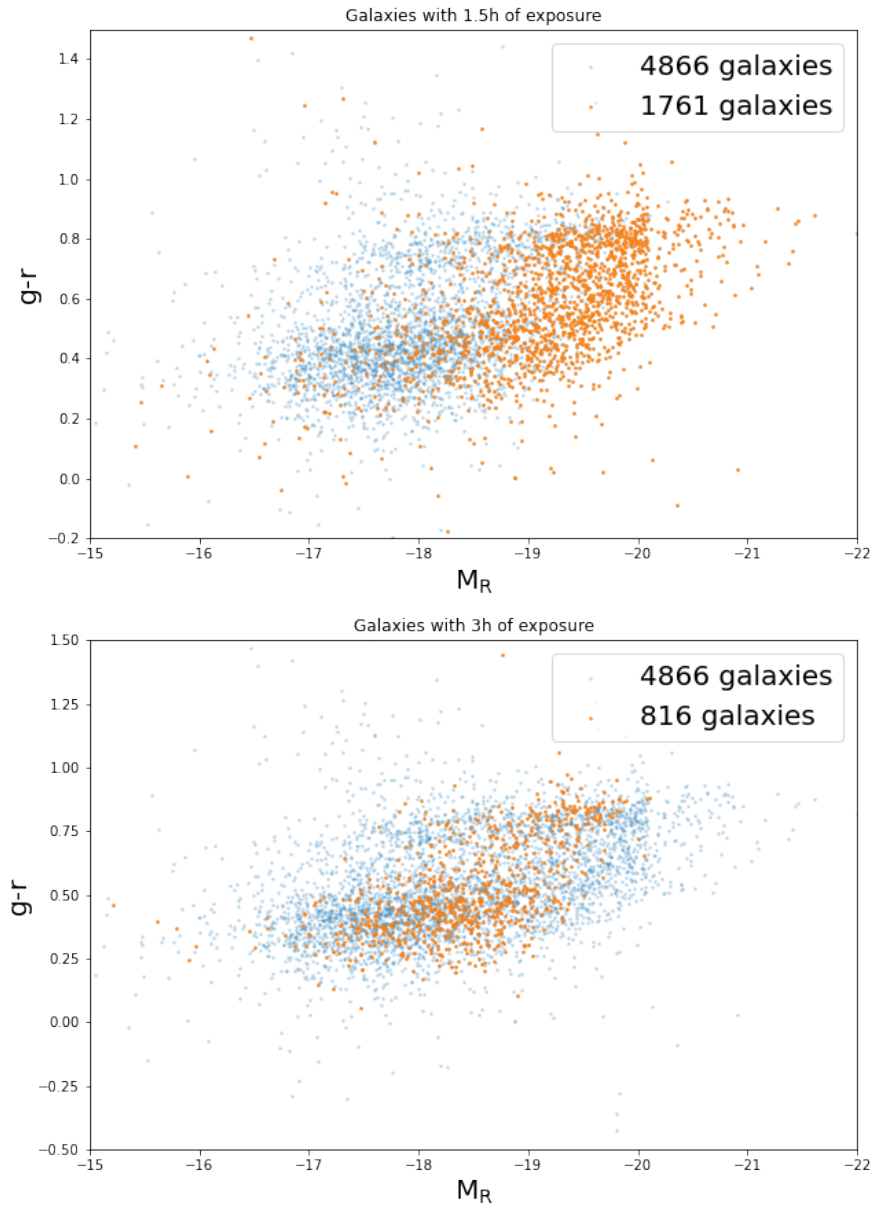 Galaxies with 1.5h of exposure
4866 galaxies
1761 galaxies
1.4
1.2
1.0
0.8
0.6
0.4
0.2
0.0
−0.2
g-r
−15 −16 −17 −18 −19 −20 −21 −22
M_R
Galaxies with 3h of exposure
4866 galaxies
816 galaxies
1.50
1.25
1.00
0.75
0.50
0.25
0.00
−0.25
−0.50
g-r
−15 −16 −17 −18 −19 −20 −21 −22
M_R